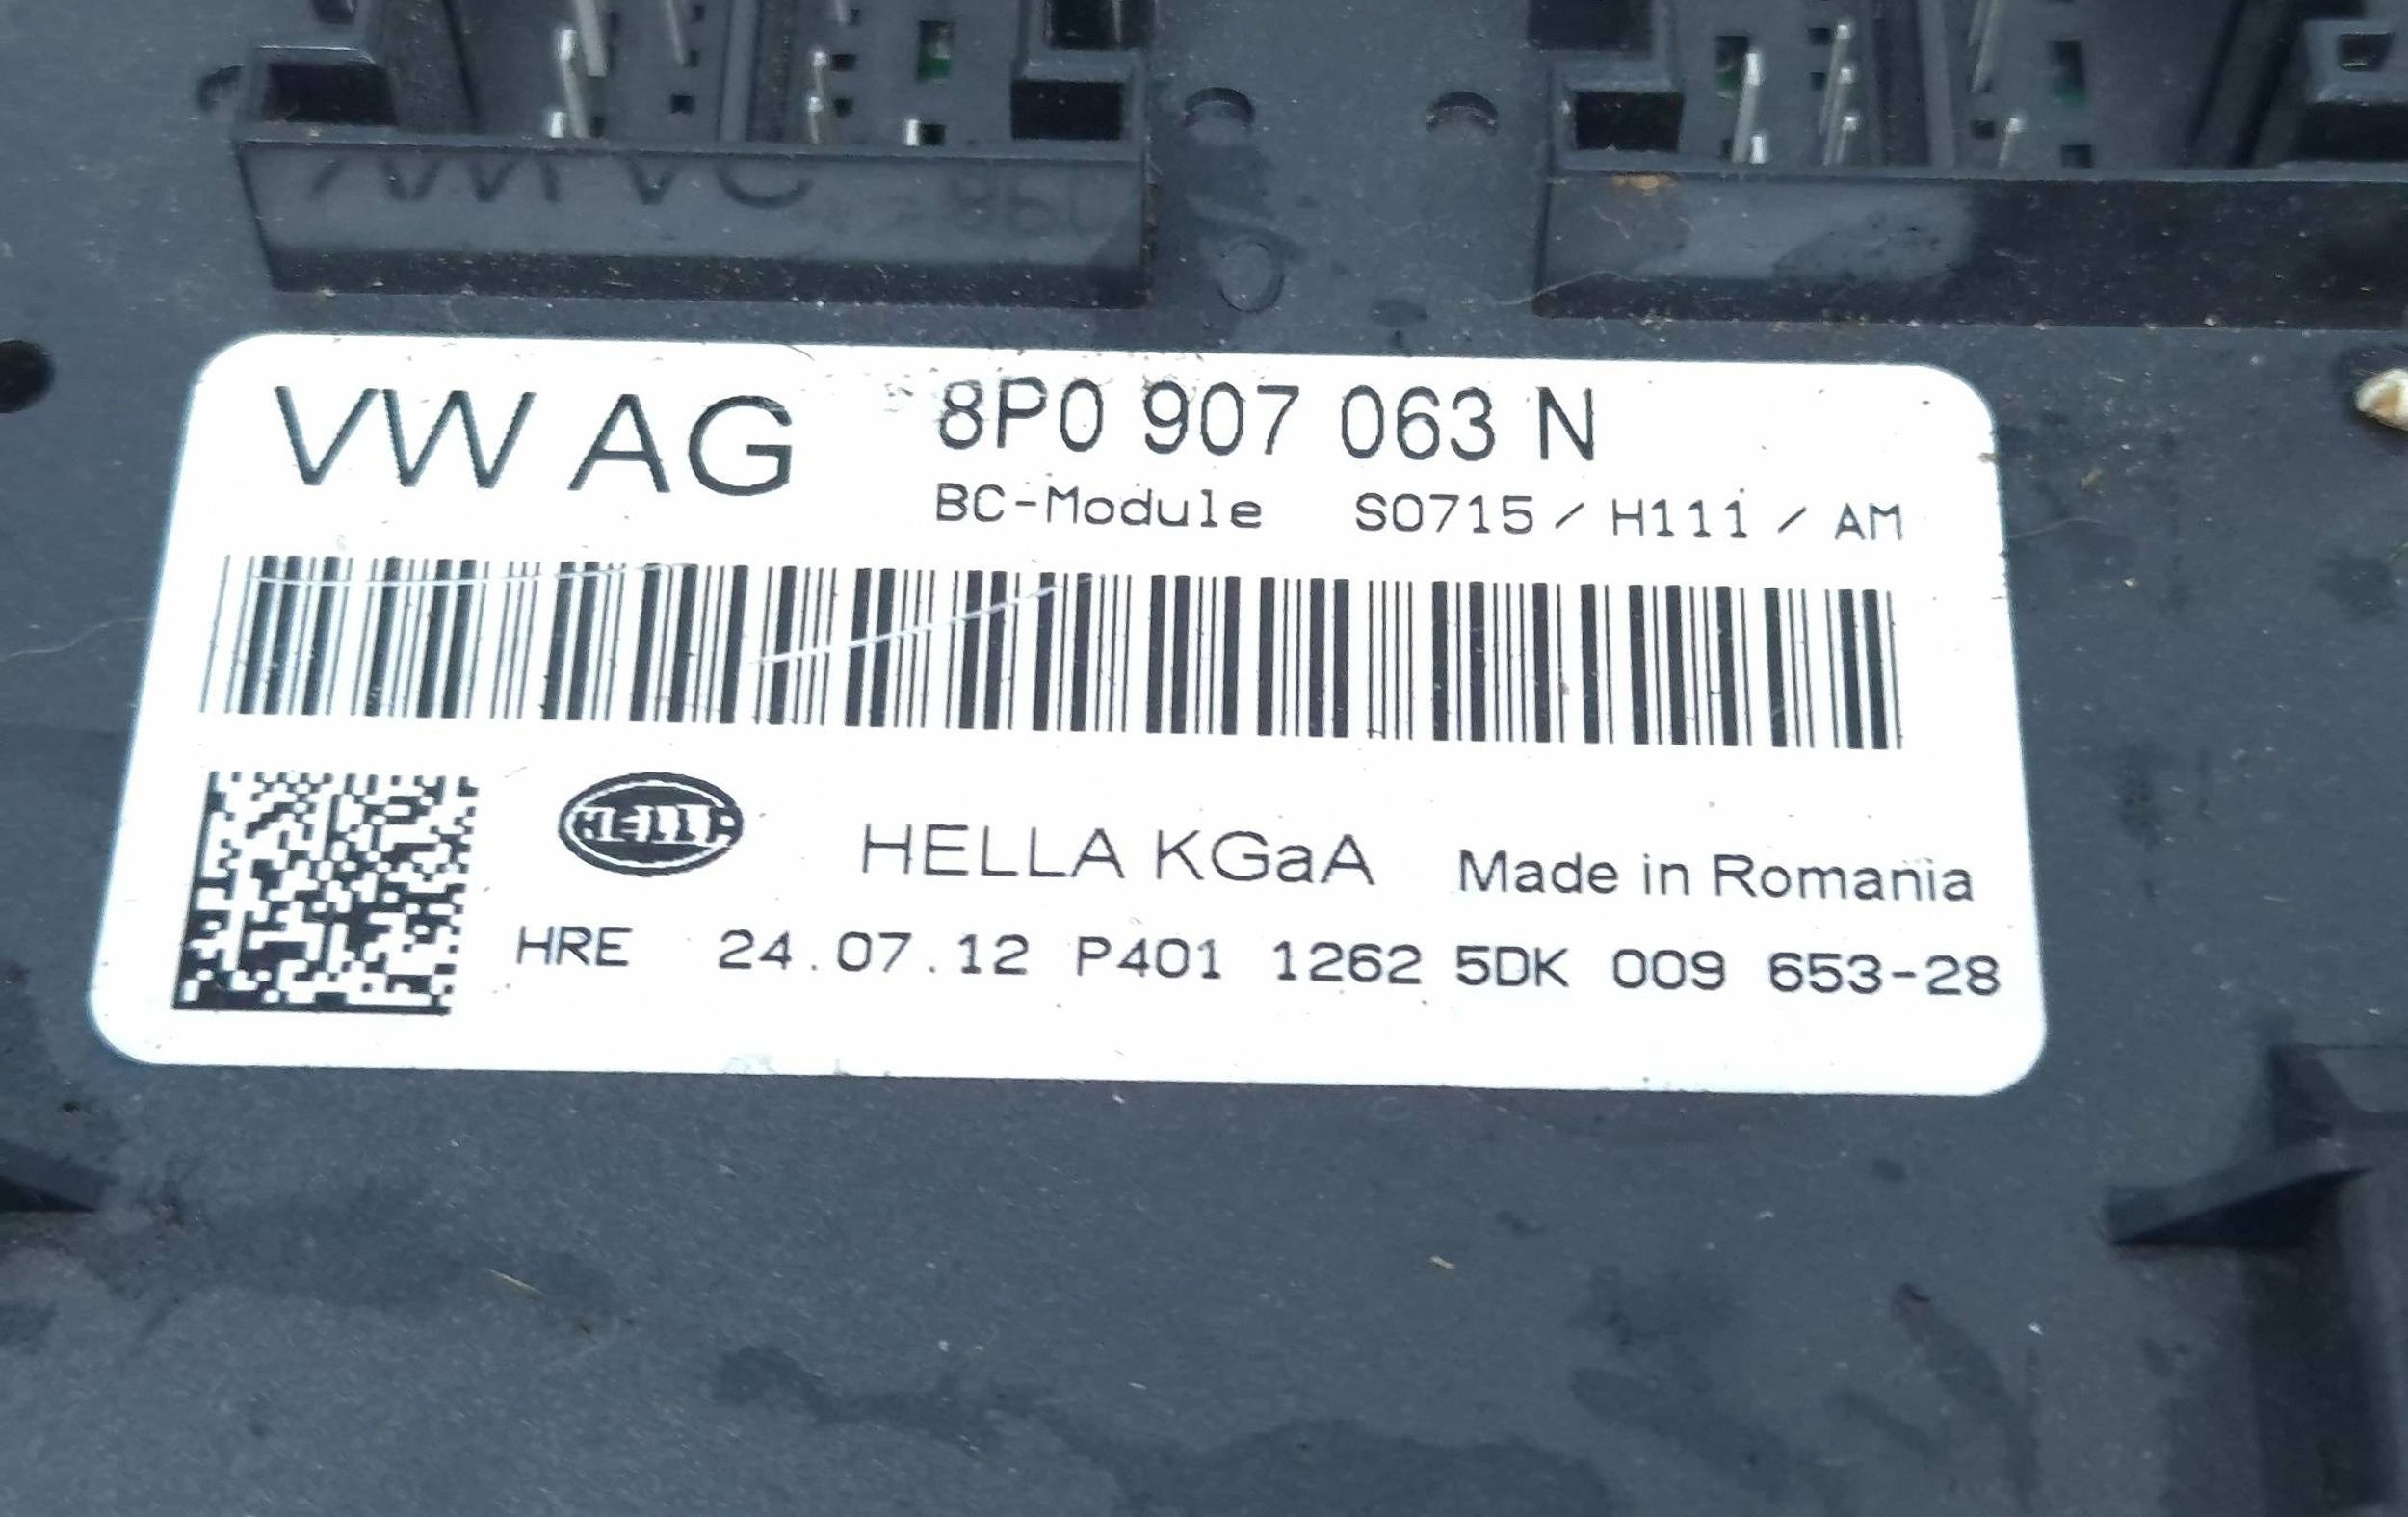 VW AG 8P0 907 063 N
BC-Module S0715 / H111 / AM
HELLA HELLA KGaA Made in Romania
HRE 24.07.12 P401 1262 5DK 009 653-28